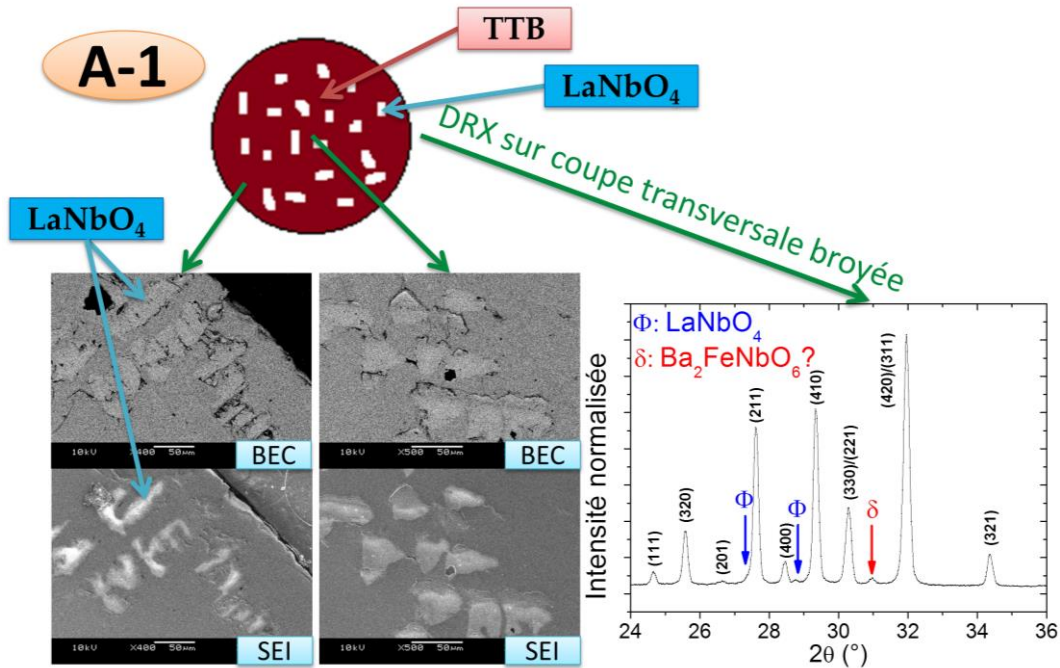 A-1
TTB
LaNbO₄
DRX sur coupe transversale broyée
LaNbO₄
10kV X400 50µm
BEC
10kV X500 50µm
BEC
10kV X400 50µm
SEI
10kV X500 50µm
SEI
Φ: LaNbO₄
δ: Ba₂FeNbO₆?
(111)
(320)
(201)
Φ
(211)
(400)
Φ
(410)
(330)/(221)
δ
(420)/(311)
(321)
Intensité normalisée
24 26 28 30 32 34 36
2θ (°)